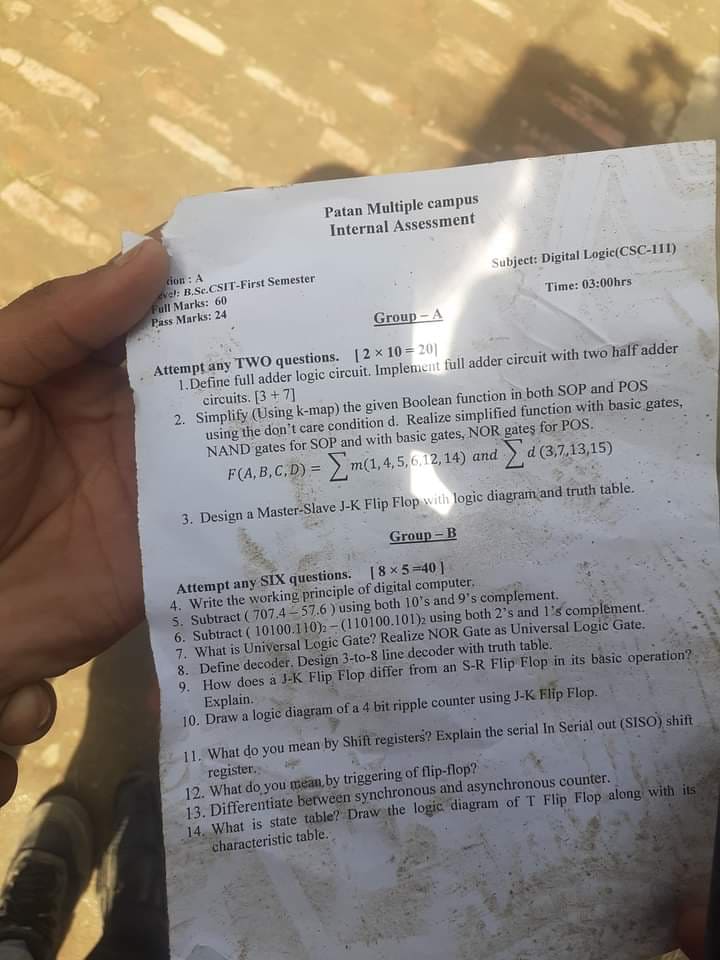 Patan Multiple campus
Internal Assessment
tion : A
evel: B.Sc.CSIT-First Semester
Subject: Digital Logic(CSC-111)
Full Marks: 60
Time: 03:00hrs
Pass Marks: 24
Group – A
Attempt any TWO questions. [ 2 × 10 = 20]
1.Define full adder logic circuit. Implement full adder circuit with two half adder
circuits. [3 + 7]
2. Simplify (Using k-map) the given Boolean function in both SOP and POS
using the don't care condition d. Realize simplified function with basic gates,
NAND gates for SOP and with basic gates, NOR gates for POS.
F(A, B, C, D) = ∑ m(1, 4, 5, 6,12, 14) and ∑ d (3,7,13,15)
3. Design a Master-Slave J-K Flip Flop with logic diagram and truth table.
Group – B
Attempt any SIX questions. [ 8 × 5 =40 ]
4. Write the working principle of digital computer.
5. Subtract ( 707.4 – 57.6 ) using both 10's and 9's complement.
6. Subtract ( 10100.110)₂ – (110100.101)₂ using both 2's and 1's complement.
7. What is Universal Logic Gate? Realize NOR Gate as Universal Logic Gate.
8. Define decoder. Design 3-to-8 line decoder with truth table.
9. How does a J-K Flip Flop differ from an S-R Flip Flop in its basic operation?
Explain.
10. Draw a logic diagram of a 4 bit ripple counter using J-K Flip Flop.
11. What do you mean by Shift registers? Explain the serial In Serial out (SISO) shift
register.
12. What do you mean by triggering of flip-flop?
13. Differentiate between synchronous and asynchronous counter.
14. What is state table? Draw the logic diagram of T Flip Flop along with its
characteristic table.